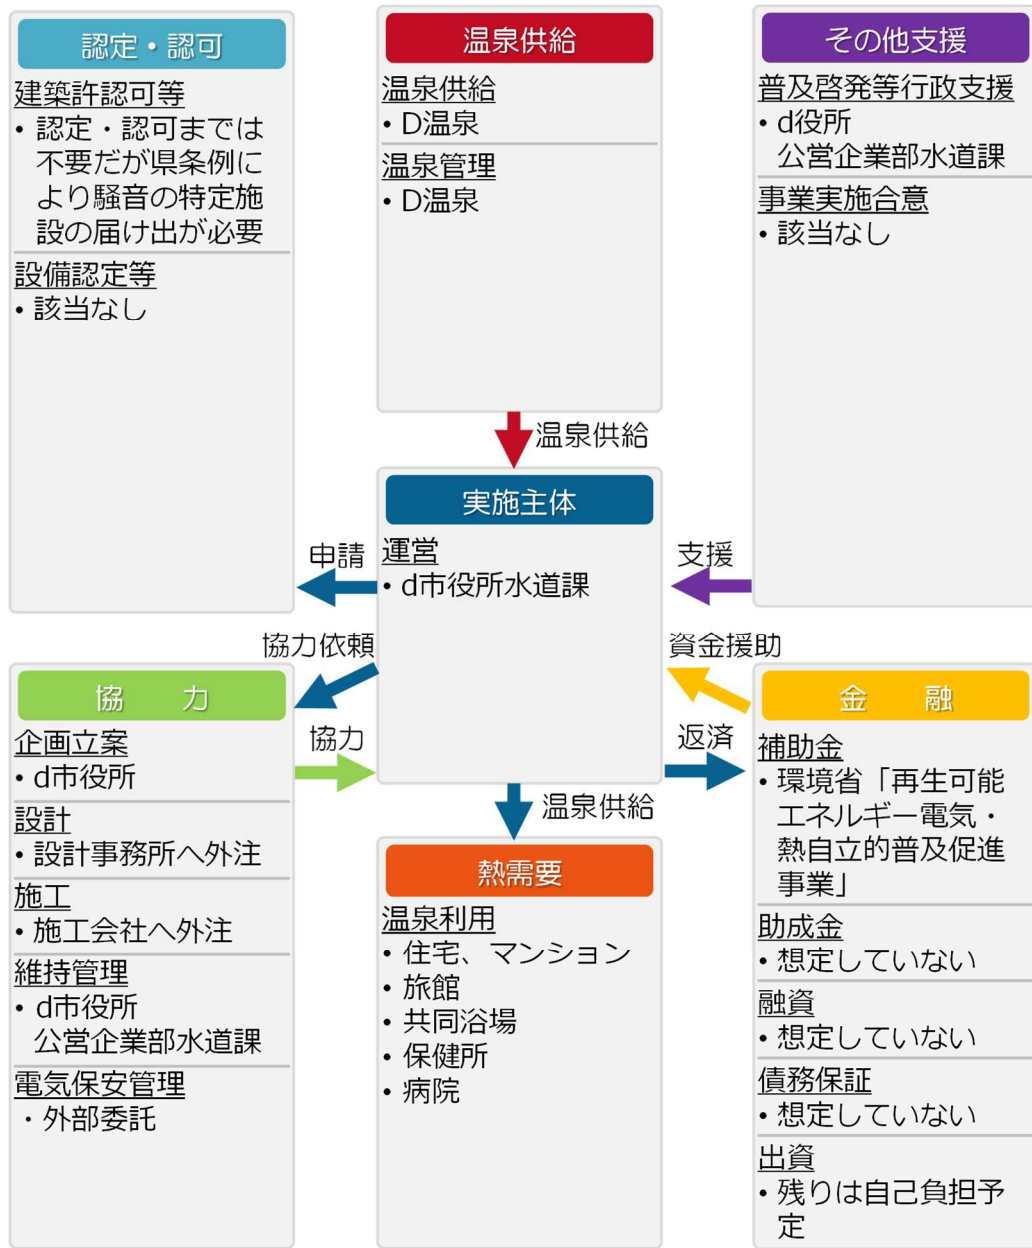 認定・認可
建築許認可等
• 認定・認可までは
不要だが県条例に
より騒音の特定施
設の届け出が必要
設備認定等
• 該当なし
温泉供給
温泉供給
• D温泉
温泉管理
• D温泉
その他支援
普及啓発等行政支援
• d役所
公営企業部水道課
事業実施合意
• 該当なし
温泉供給
実施主体
運営
• d市役所水道課
申請
支援
協力依頼
資金援助
協力
返済
温泉供給
協 力
企画立案
• d市役所
設計
• 設計事務所へ外注
施工
• 施工会社へ外注
維持管理
• d市役所
公営企業部水道課
電気保安管理
・外部委託
熱需要
温泉利用
• 住宅、マンション
• 旅館
• 共同浴場
• 保健所
• 病院
金 融
補助金
• 環境省「再生可能
エネルギー電気・
熱自立的普及促進
事業」
助成金
• 想定していない
融資
• 想定していない
債務保証
• 想定していない
出資
• 残りは自己負担予
定